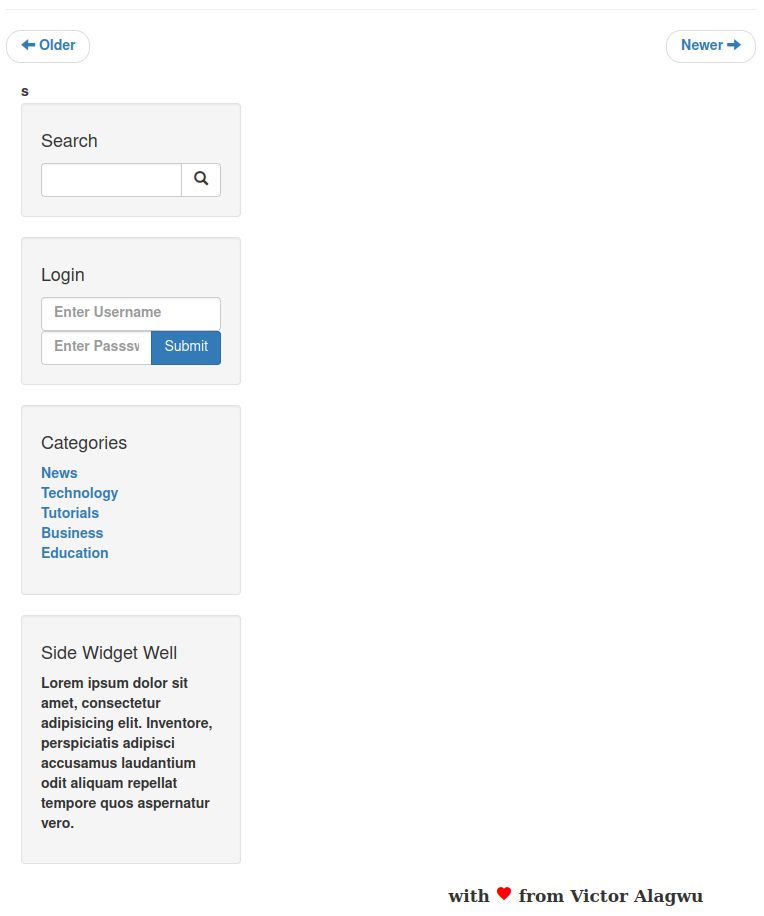 Older
Newer
s
Search
Login
Enter Username
Enter Passsw
Submit
Categories
News
Technology
Tutorials
Business
Education
Side Widget Well
Lorem ipsum dolor sit
amet, consectetur
adipisicing elit. Inventore,
perspiciatis adipisci
accusamus laudantium
odit aliquam repellat
tempore quos aspernatur
vero.
with ❤ from Victor Alagwu